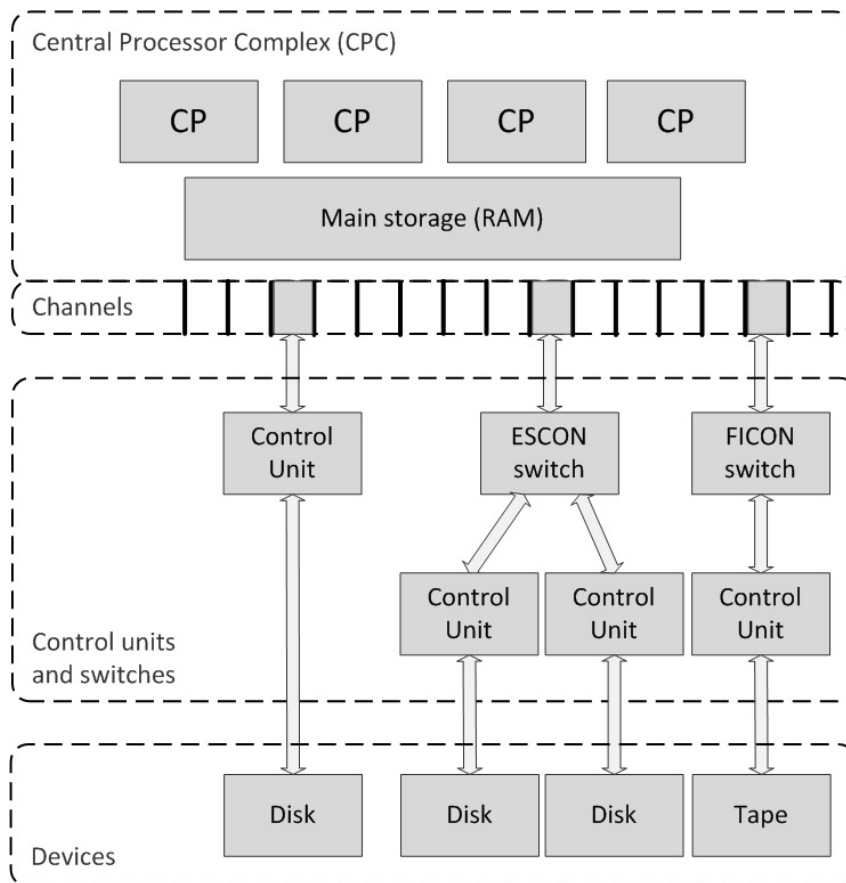 Central Processor Complex (CPC)
CP
CP
CP
CP
Main storage (RAM)
Channels
Control
Unit
ESCON
switch
FICON
switch
Control
Unit
Control
Unit
Control
Unit
Control units
and switches
Disk
Disk
Disk
Tape
Devices